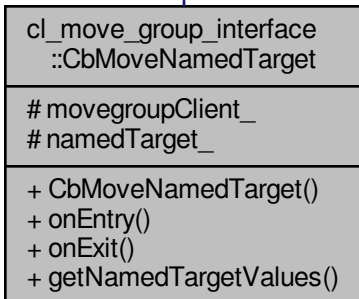 cl_move_group_interface
::CbMoveNamedTarget
# movegroupClient_
# namedTarget_
+ CbMoveNamedTarget()
+ onEntry()
+ onExit()
+ getNamedTargetValues()